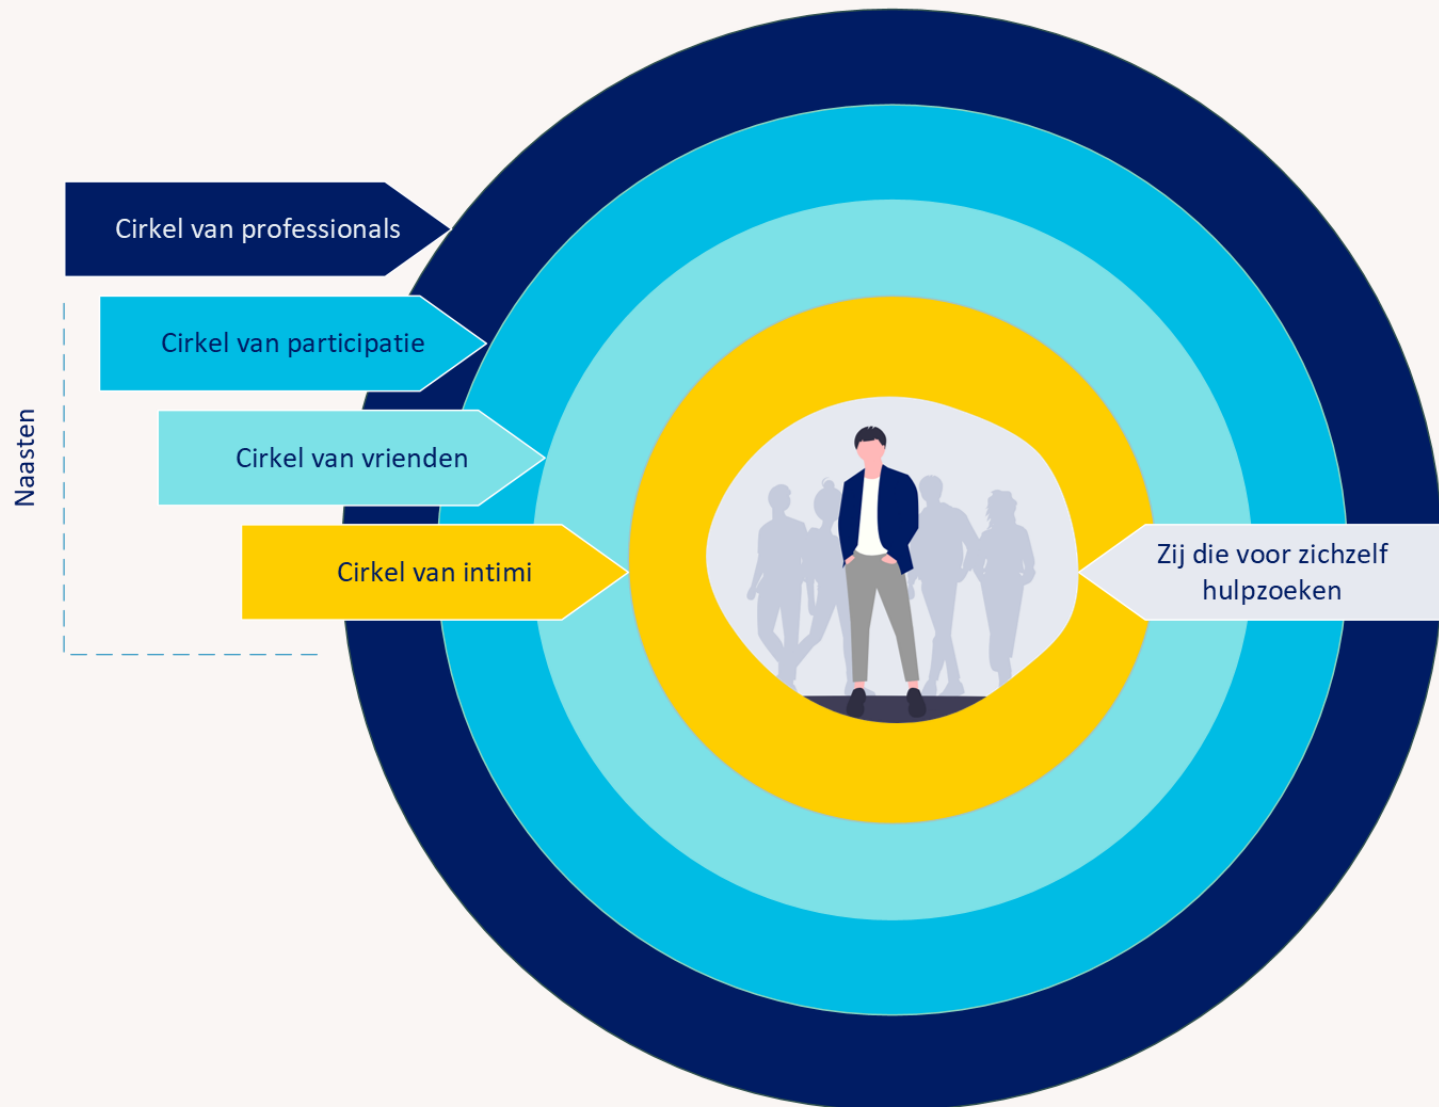 Cirkel van professionals
Cirkel van participatie
Cirkel van vrienden
Naasten
Cirkel van intimi
Zij die voor zichzelf
hulpzoeken